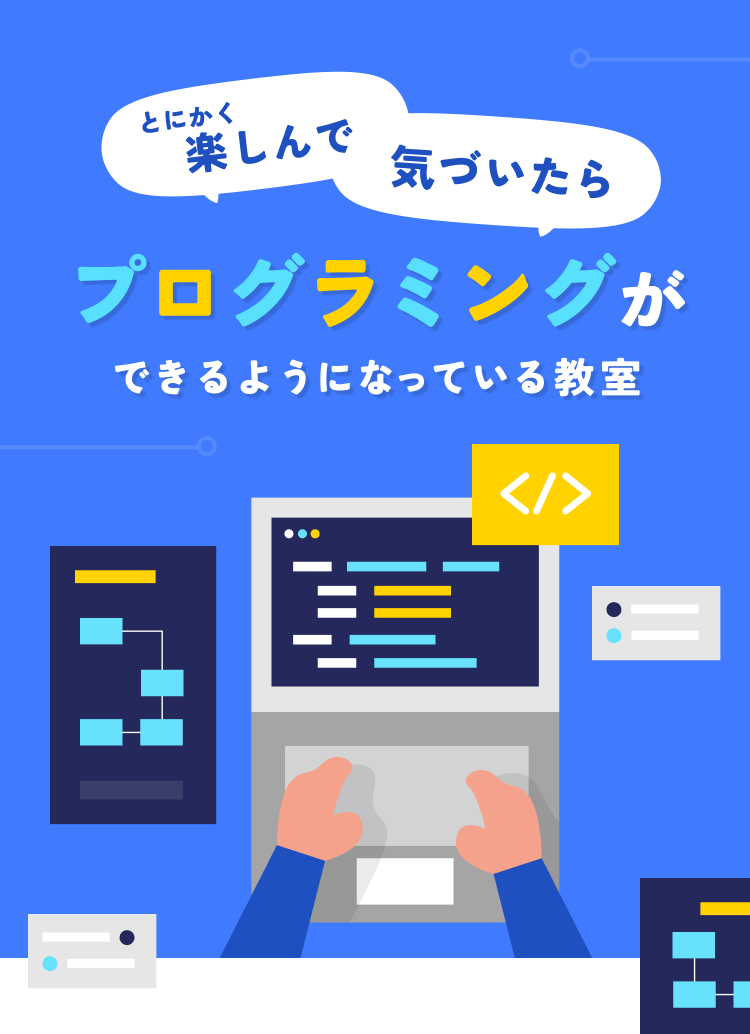 とにかく
楽しんで
気づいたら
プログラミングが
できるようになっている教室
</>